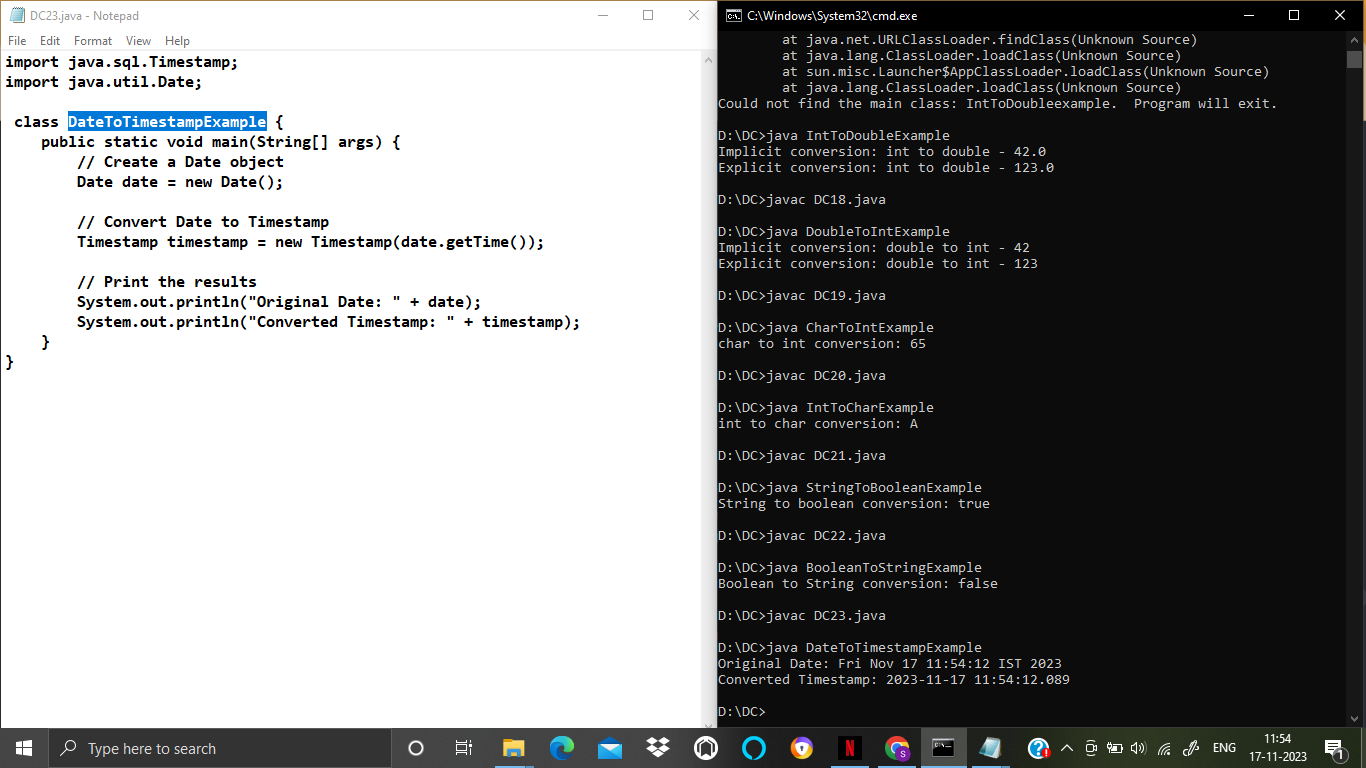 DC23.java - Notepad
File Edit Format View Help
import java.sql.Timestamp;
import java.util.Date;
class DateToTimestampExample {
public static void main(String[] args) {
// Create a Date object
Date date = new Date();
// Convert Date to Timestamp
Timestamp timestamp = new Timestamp(date.getTime());
// Print the results
System.out.println("Original Date: " + date);
System.out.println("Converted Timestamp: " + timestamp);
}
}
C:\Windows\System32\cmd.exe
at java.net.URLClassLoader.findClass(Unknown Source)
at java.lang.ClassLoader.loadClass(Unknown Source)
at sun.misc.Launcher$AppClassLoader.loadClass(Unknown Source)
at java.lang.ClassLoader.loadClass(Unknown Source)
Could not find the main class: IntToDoubleexample.  Program will exit.
D:\DC>java IntToDoubleExample
Implicit conversion: int to double - 42.0
Explicit conversion: int to double - 123.0
D:\DC>javac DC18.java
D:\DC>java DoubleToIntExample
Implicit conversion: double to int - 42
Explicit conversion: double to int - 123
D:\DC>javac DC19.java
D:\DC>java CharToIntExample
char to int conversion: 65
D:\DC>javac DC20.java
D:\DC>java IntToCharExample
int to char conversion: A
D:\DC>javac DC21.java
D:\DC>java StringToBooleanExample
String to boolean conversion: true
D:\DC>javac DC22.java
D:\DC>java BooleanToStringExample
Boolean to String conversion: false
D:\DC>javac DC23.java
D:\DC>java DateToTimestampExample
Original Date: Fri Nov 17 11:54:12 IST 2023
Converted Timestamp: 2023-11-17 11:54:12.089
D:\DC>
Type here to search
N
S
ENG
11:54
17-11-2023
1